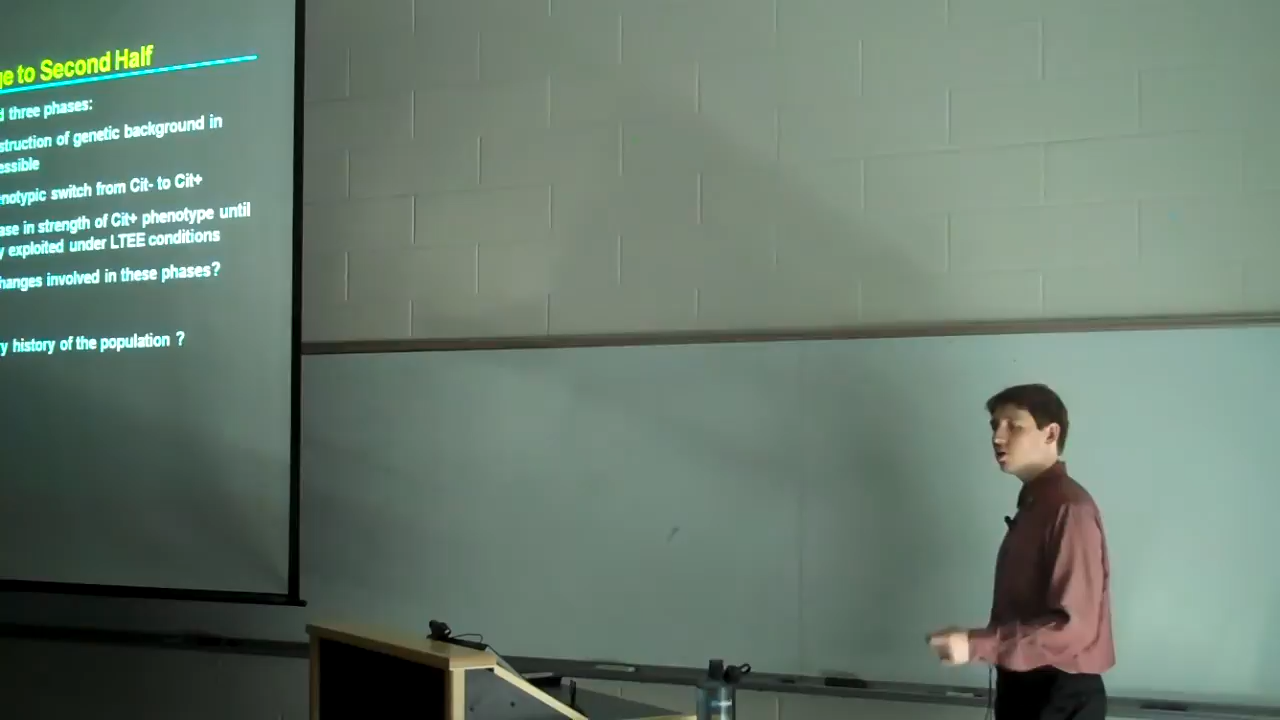 ge to Second Half
d three phases:
struction of genetic background in
essible
enotypic switch from Cit- to Cit+
ase in strength of Cit+ phenotype until
y exploited under LTEE conditions
hanges involved in these phases?
y history of the population ?